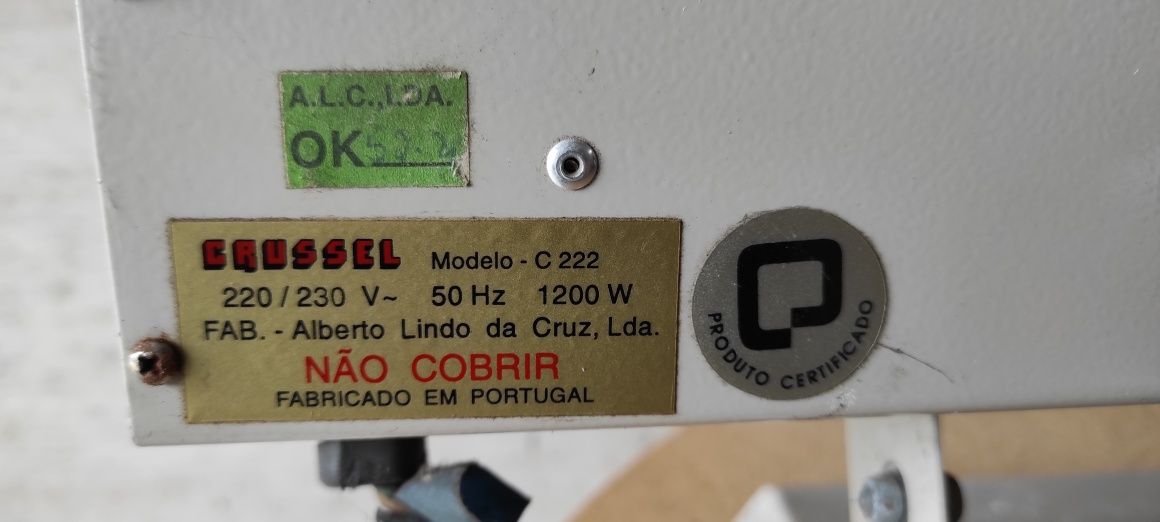 A.L.C.,LDA.
OK
CRUSSEL Modelo - C 222
220 / 230 V~ 50 Hz 1200 W
FAB. - Alberto Lindo da Cruz, Lda.
NÃO COBRIR
FABRICADO EM PORTUGAL
PRODUTO CERTIFICADO